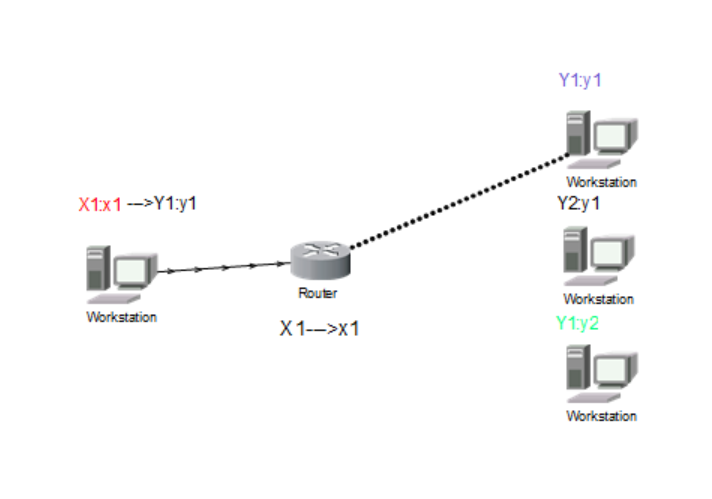 Y1:y1
Workstation
X1:x1 --->Y1:y1
Y2:y1
Workstation
Router
Workstation
X1--->x1
Y1:y2
Workstation